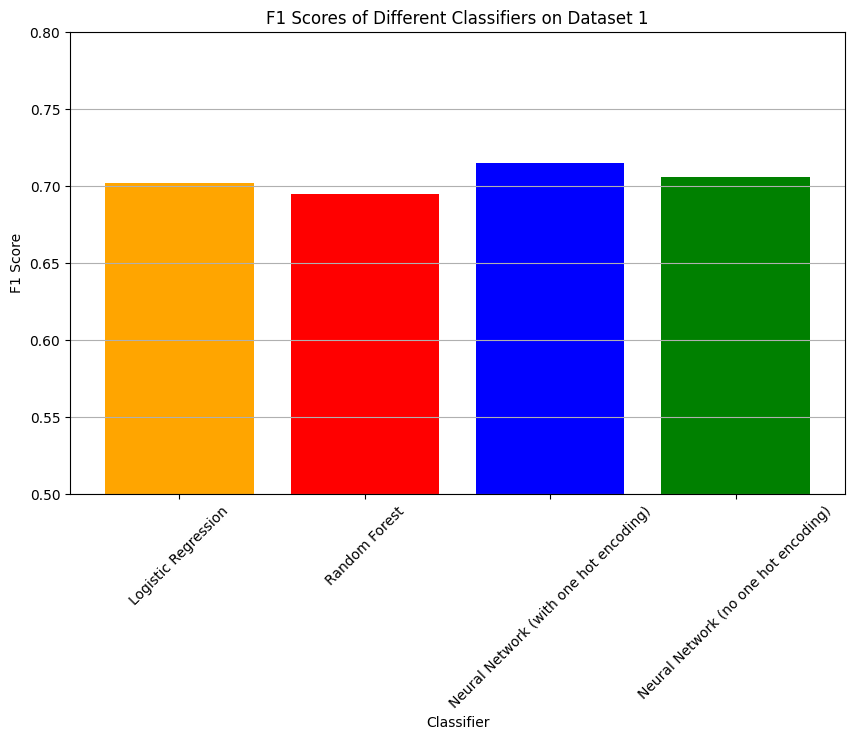 F1 Scores of Different Classifiers on Dataset 1
F1 Score
0.80
0.75
0.70
0.65
0.60
0.55
0.50
Logistic Regression
Random Forest
Neural Network (with one hot encoding)
Neural Network (no one hot encoding)
Classifier